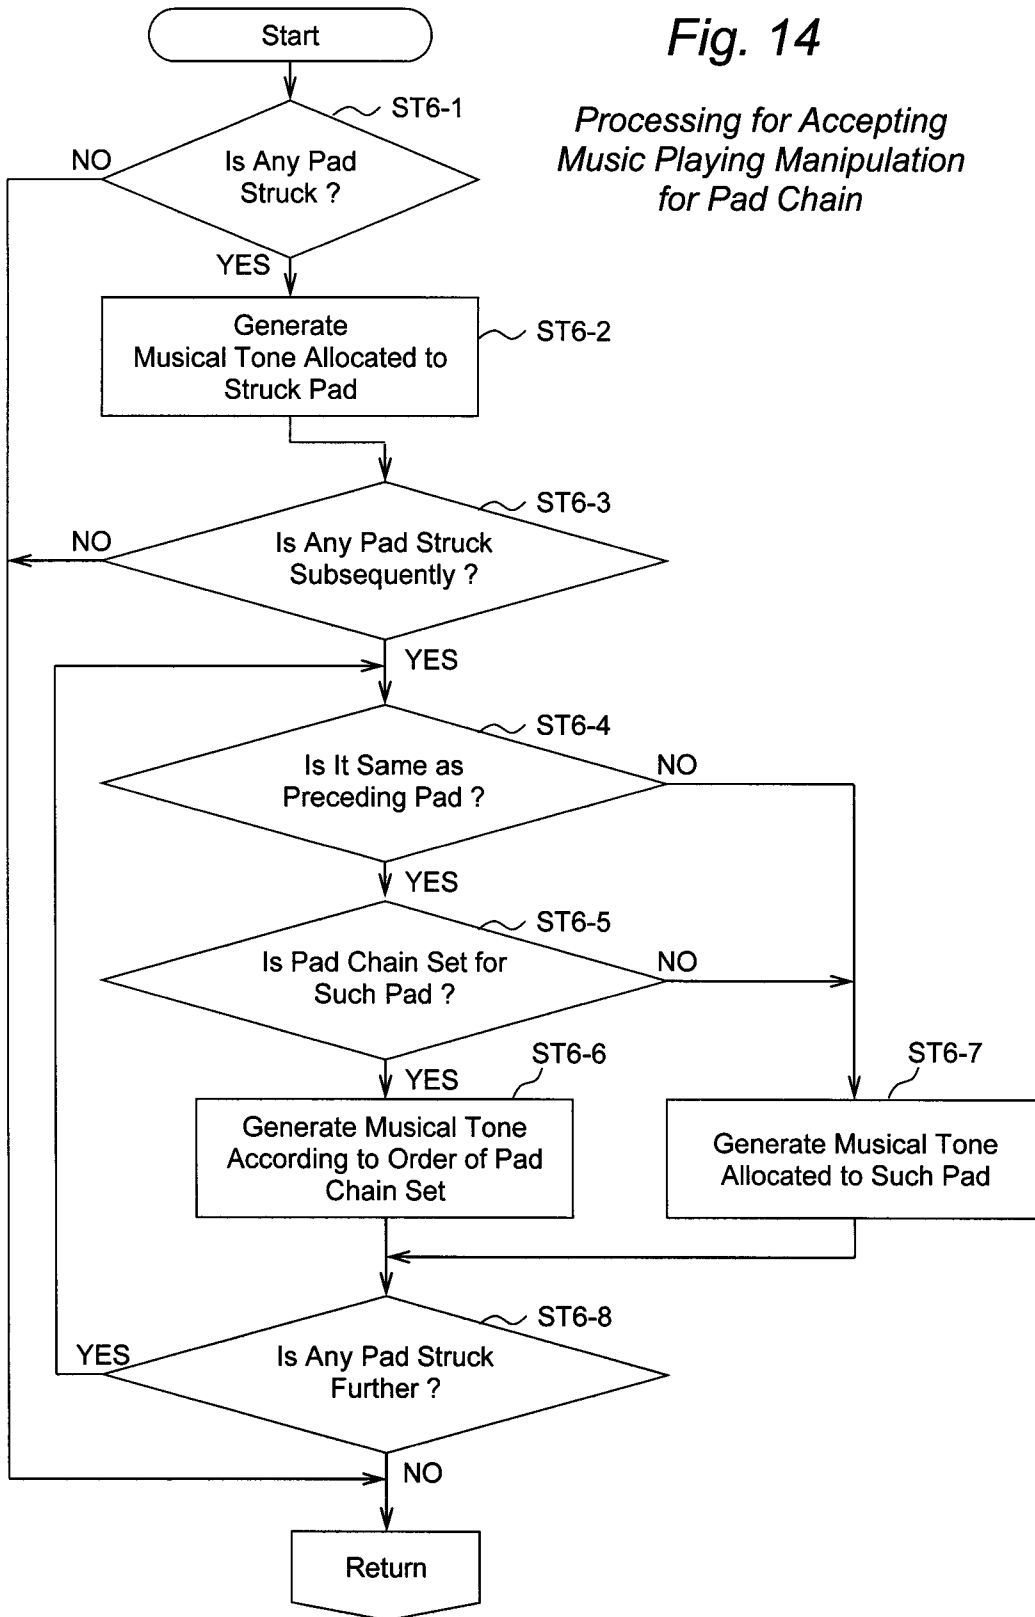 Fig. 14
Processing for Accepting
Music Playing Manipulation
for Pad Chain
Start
ST6-1
Is Any Pad
Struck ?
NO
YES
Generate
Musical Tone Allocated to
Struck Pad
ST6-2
ST6-3
Is Any Pad Struck
Subsequently ?
NO
YES
ST6-4
Is It Same as
Preceding Pad ?
NO
YES
ST6-5
Is Pad Chain Set for
Such Pad ?
NO
YES
ST6-6
Generate Musical Tone
According to Order of Pad
Chain Set
ST6-7
Generate Musical Tone
Allocated to Such Pad
ST6-8
Is Any Pad Struck
Further ?
YES
NO
Return